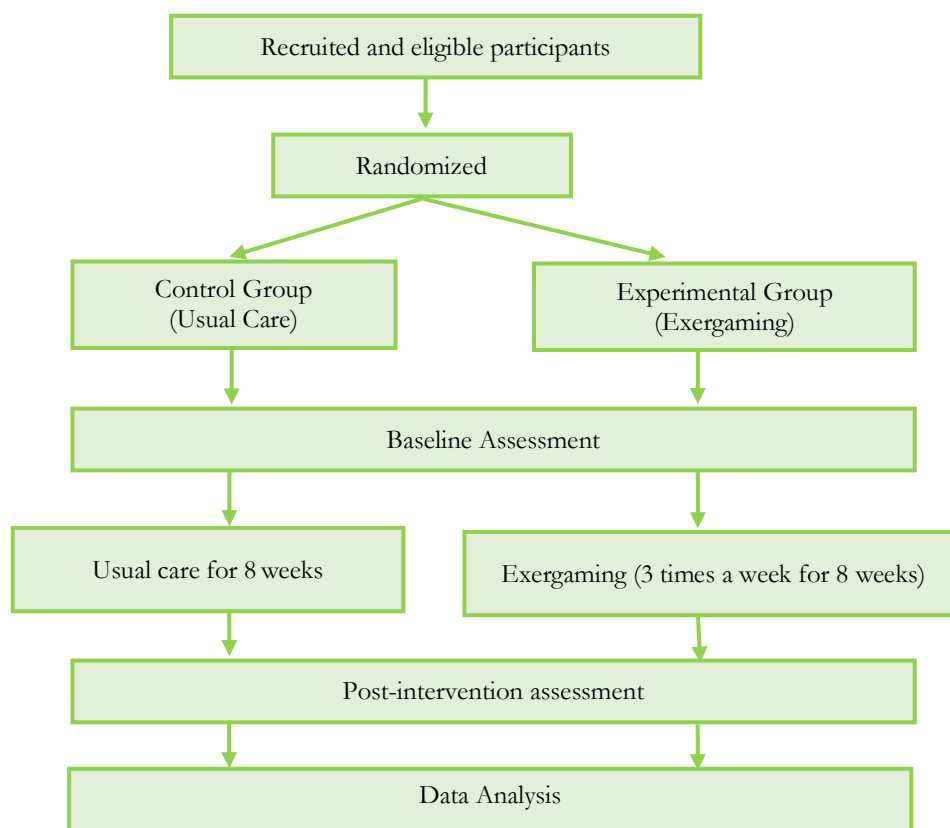 Recruited and eligible participants
Randomized
Control Group
(Usual Care)
Experimental Group
(Exergaming)
Baseline Assessment
Usual care for 8 weeks
Exergaming (3 times a week for 8 weeks)
Post-intervention assessment
Data Analysis